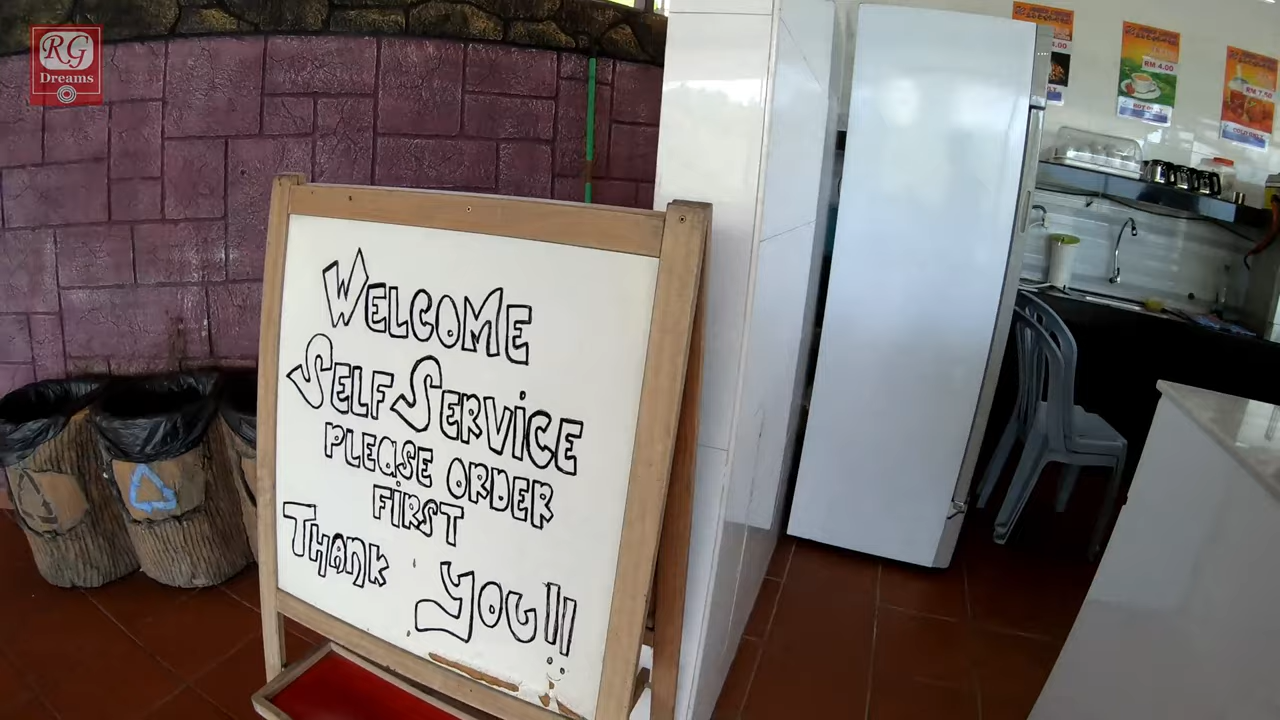 RG
Dreams
WELCOME
SELF SERVICE
PLEASE ORDER
FIRST
THANK YOU!!
RM 4.00
RM 7.50